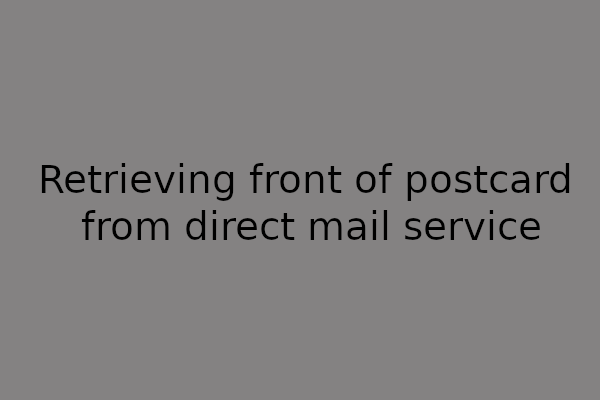 Retrieving front of postcard
from direct mail service